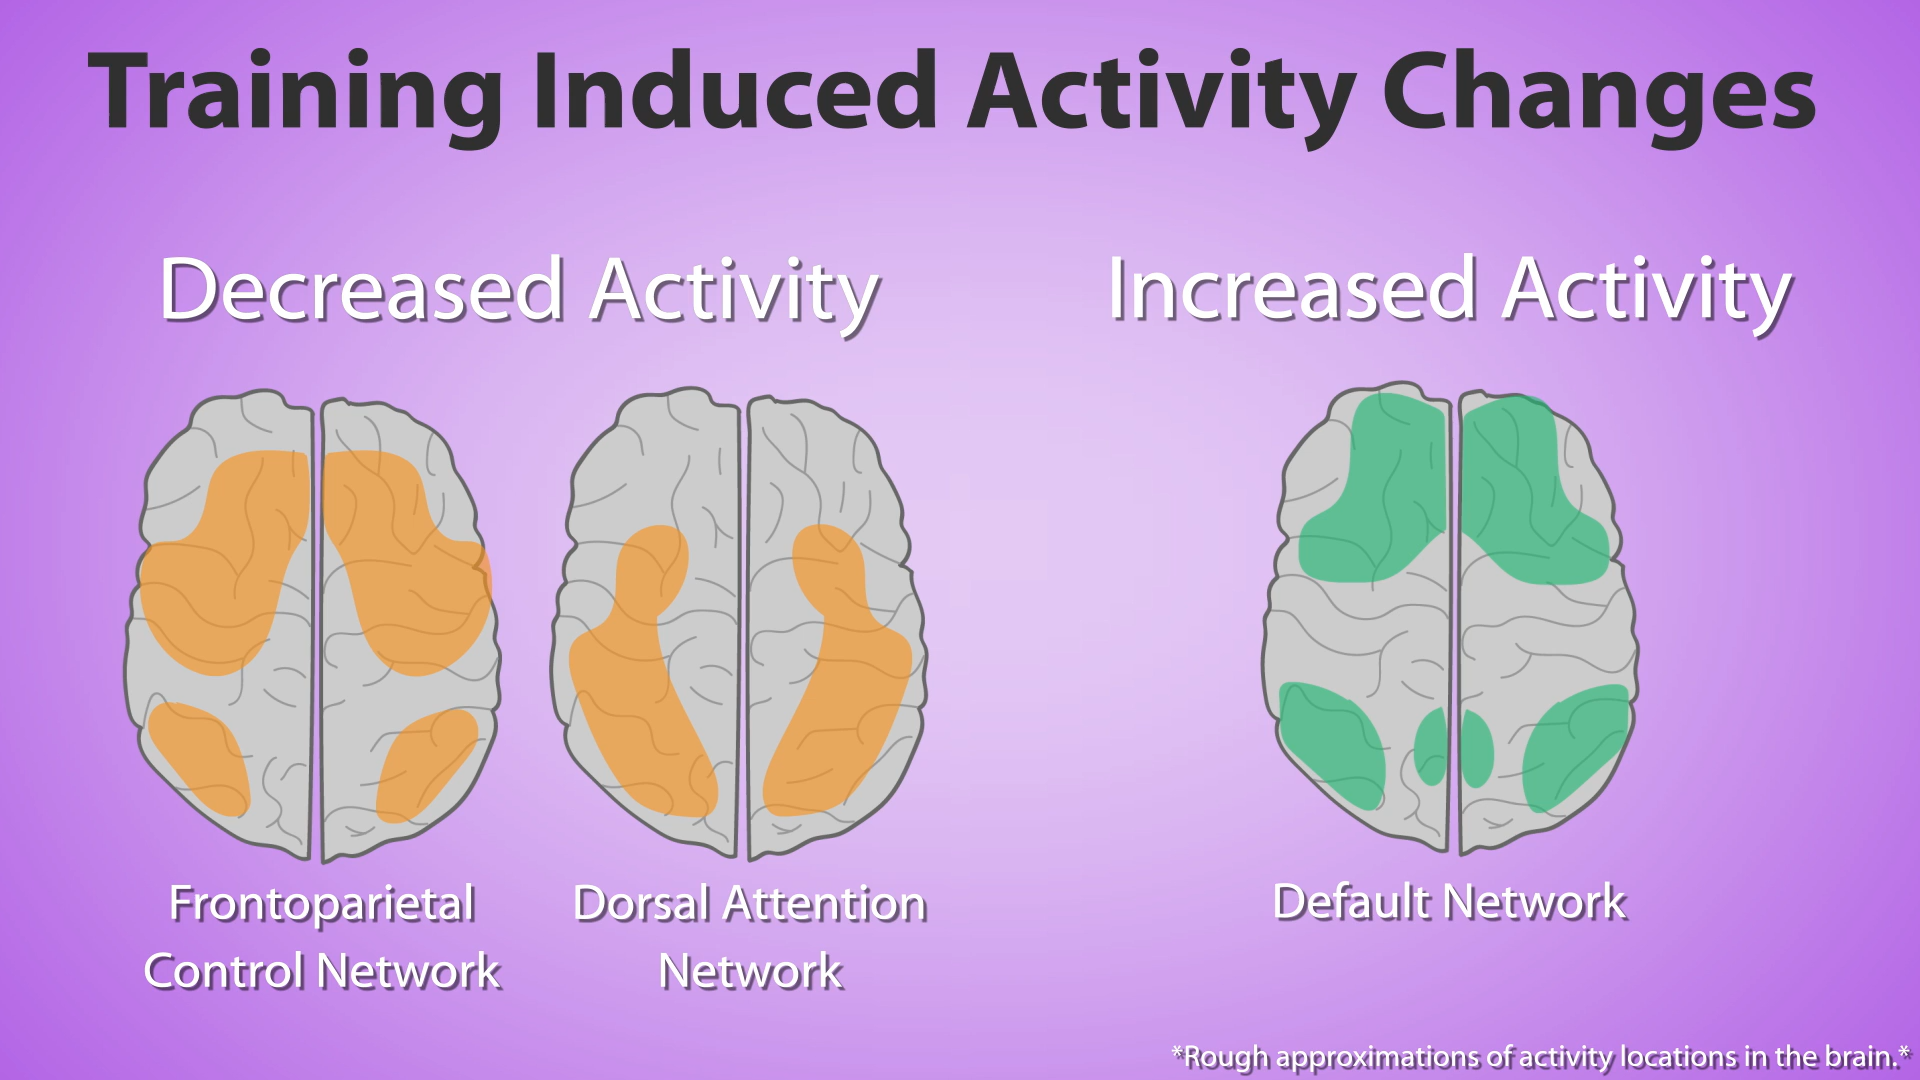 Training Induced Activity Changes
Decreased Activity
Increased Activity
Frontoparietal
Control Network
Dorsal Attention
Network
Default Network
*Rough approximations of activity locations in the brain.*